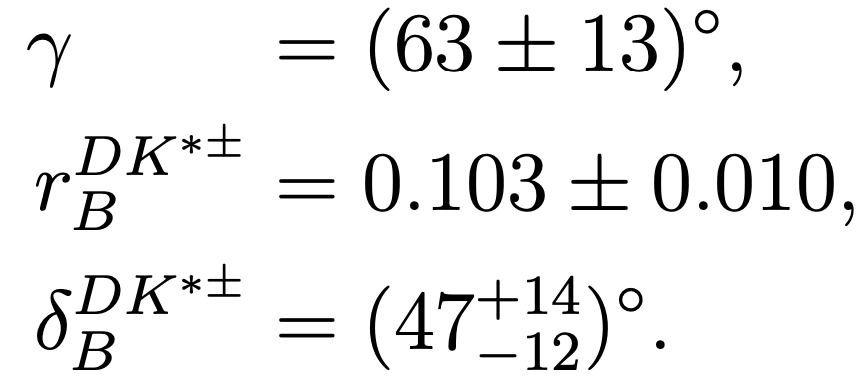 γ = (63 ± 13)°,
r_B^{DK^{*±}} = 0.103 ± 0.010,
δ_B^{DK^{*±}} = (47^{+14}_{−12})°.